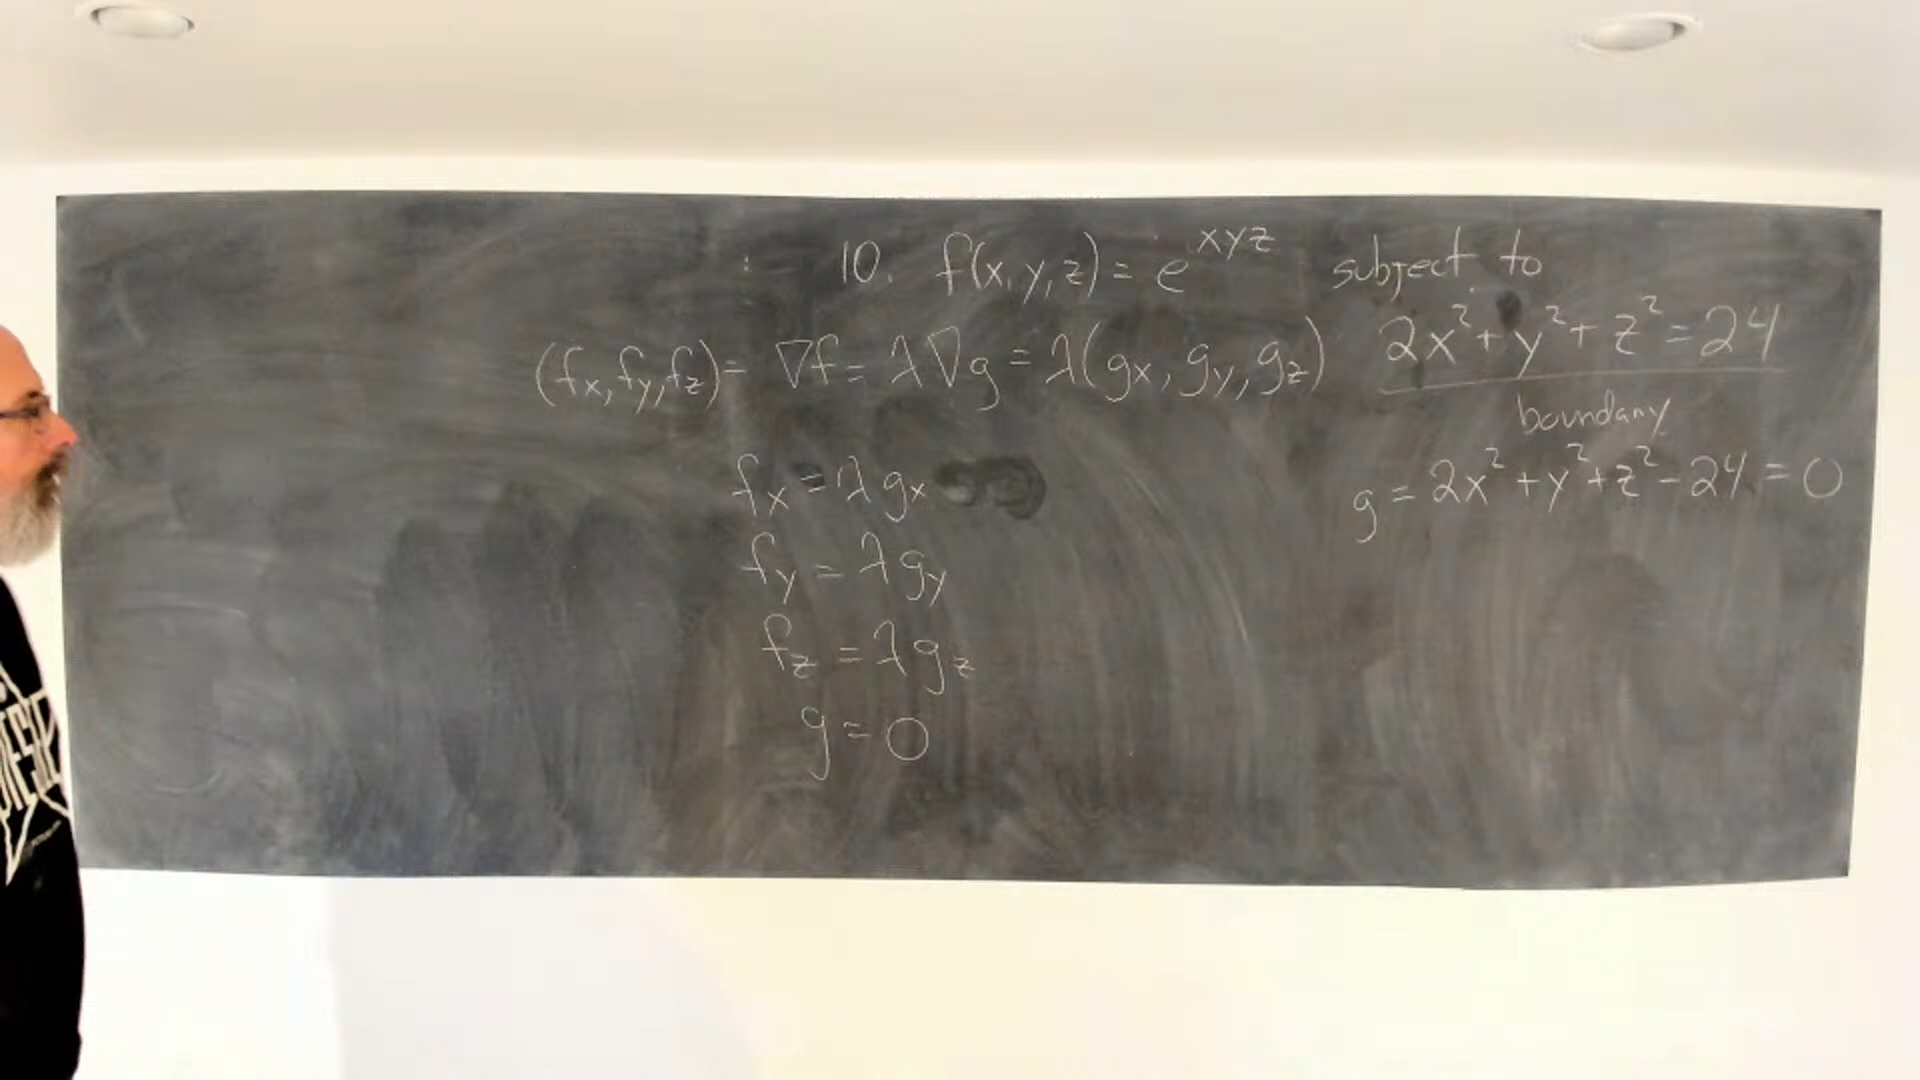 10. f(x,y,z) = e^{xyz} subject to
2x² + y² + z² = 24
(fx, fy, fz) = ∇f = λ∇g = λ(gx, gy, gz)
boundary
g = 2x² + y² + z² - 24 = 0
fx = λgx
fy = λgy
fz = λgz
g = 0